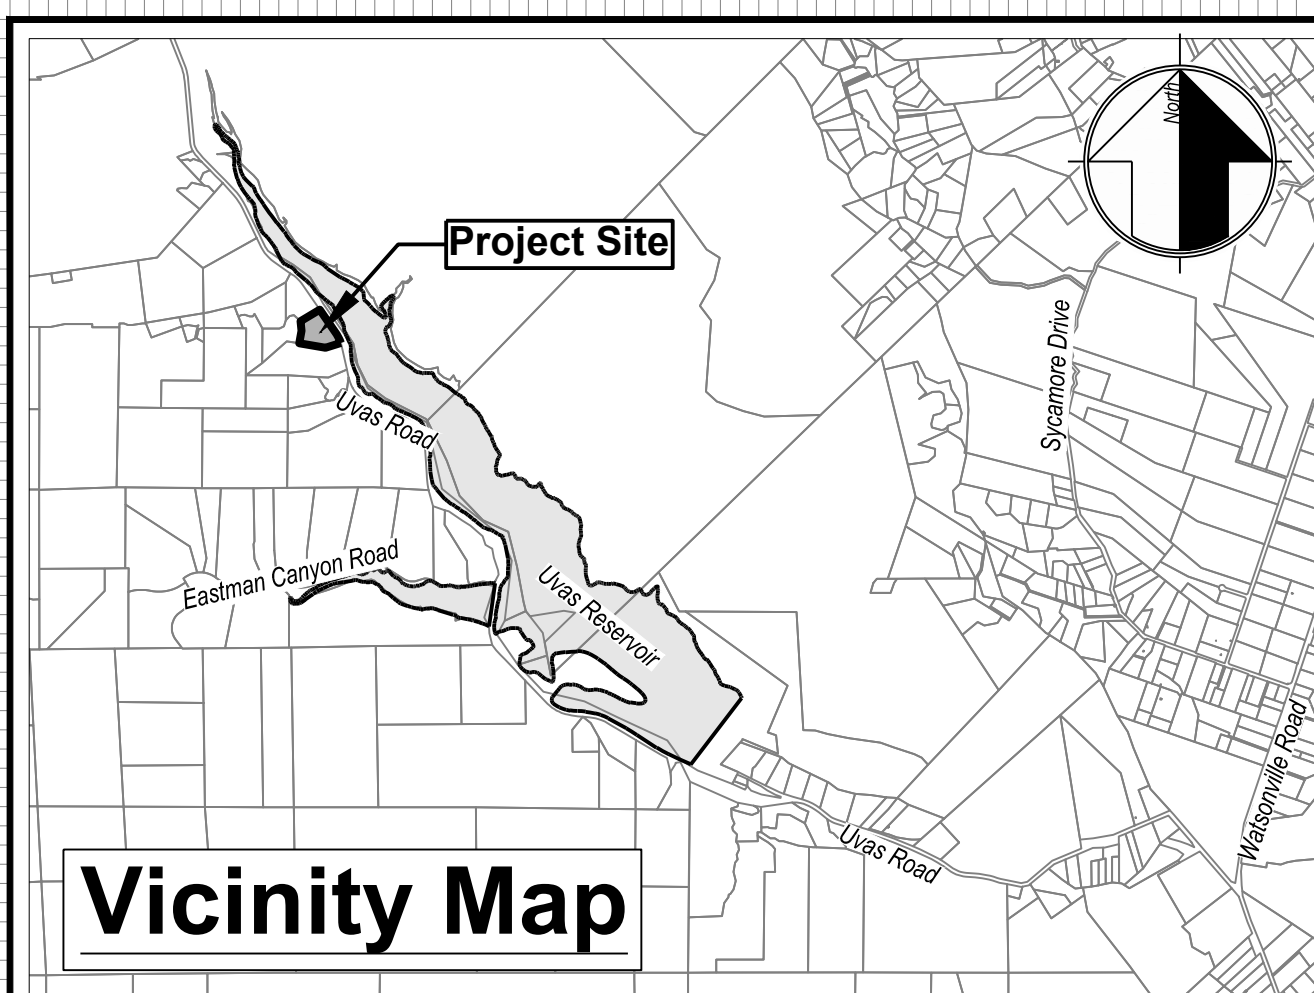 North
Project Site
Sycamore Drive
Uvas Road
Eastman Canyon Road
Uvas Reservoir
Watsonville Road
Uvas Road
Vicinity Map